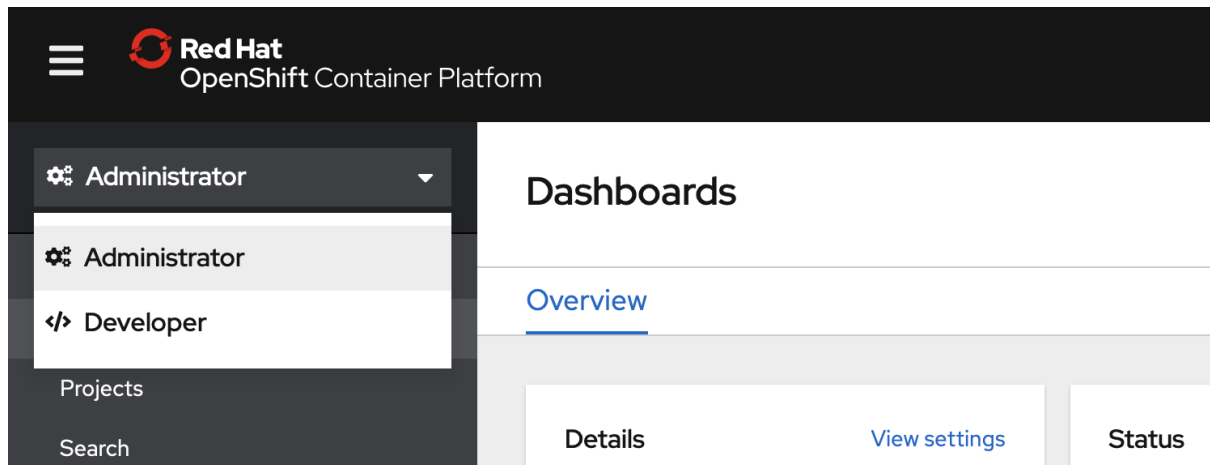 Red Hat
OpenShift Container Platform
Administrator
Administrator
Developer
Projects
Search
Dashboards
Overview
Details
View settings
Status